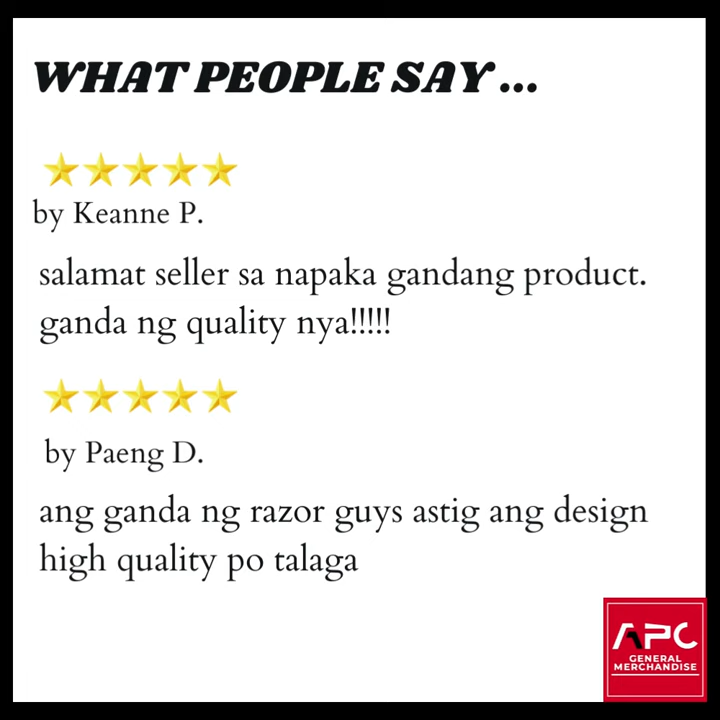 WHAT PEOPLE SAY...
by Keanne P.
salamat seller sa napaka gandang product.
ganda ng quality nya!!!!!
by Paeng D.
ang ganda ng razor guys astig ang design
high quality po talaga
APC
GENERAL
MERCHANDISE